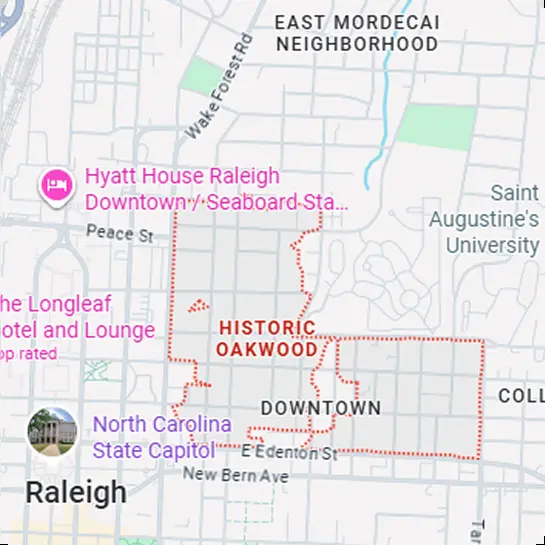 EAST MORDECAI
NEIGHBORHOOD
Wake Forest Rd
Hyatt House Raleigh
Downtown / Seaboard Sta...
Saint
Augustine's
University
Peace St
he Longleaf
otel and Lounge
op rated
HISTORIC
OAKWOOD
DOWNTOWN
COLL
North Carolina
State Capitol
E Edenton St
New Bern Ave
Raleigh
Tar